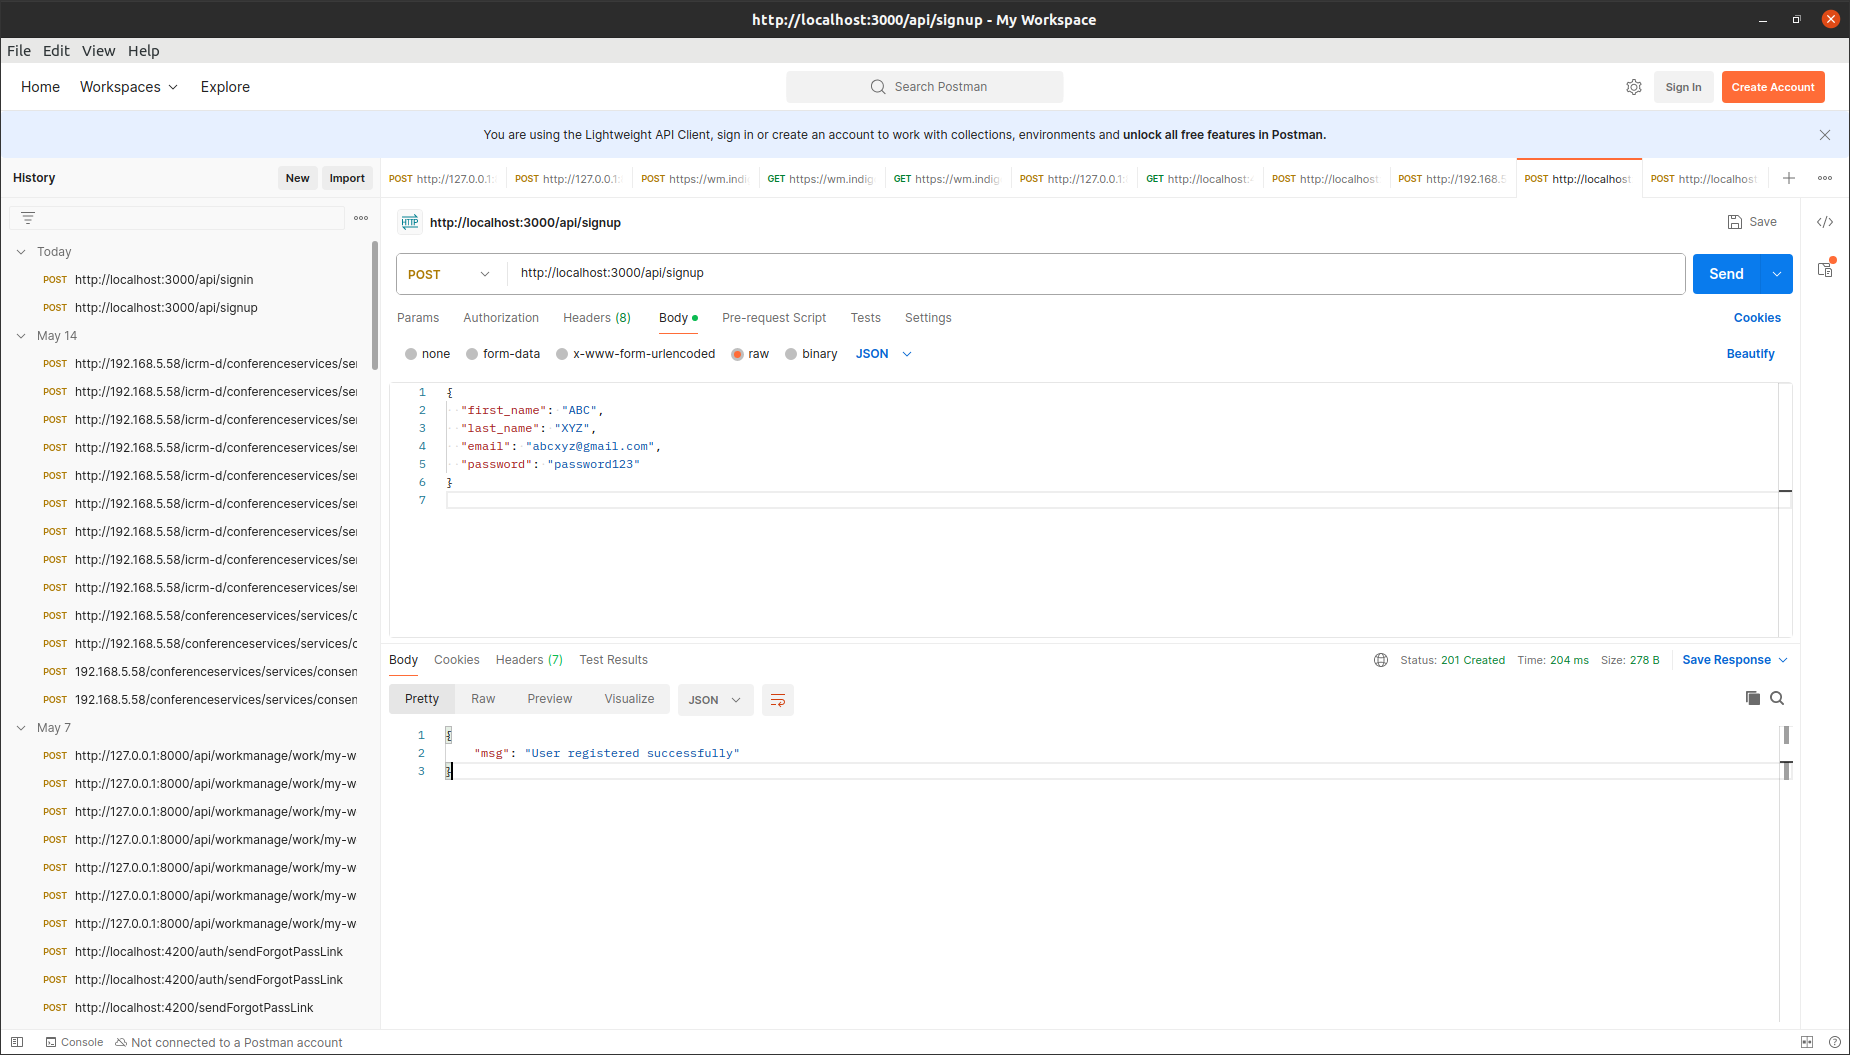 http://localhost:3000/api/signup - My Workspace
File Edit View Help
Home Workspaces Explore
Search Postman
Sign In
Create Account
You are using the Lightweight API Client, sign in or create an account to work with collections, environments and unlock all free features in Postman.
History
New
Import
POST http://127.0.0.1:
POST http://127.0.0.1:
POST https://wm.indi
GET https://wm.indig
GET https://wm.indig
POST http://127.0.0.1:
GET http://localhost:
POST http://localhost
POST http://192.168.5.
POST http://localhost
POST http://localhost
Today
POST http://localhost:3000/api/signin
POST http://localhost:3000/api/signup
May 14
POST http://192.168.5.58/icrm-d/conferenceservices/ser
POST http://192.168.5.58/icrm-d/conferenceservices/ser
POST http://192.168.5.58/icrm-d/conferenceservices/ser
POST http://192.168.5.58/icrm-d/conferenceservices/ser
POST http://192.168.5.58/icrm-d/conferenceservices/ser
POST http://192.168.5.58/icrm-d/conferenceservices/ser
POST http://192.168.5.58/icrm-d/conferenceservices/ser
POST http://192.168.5.58/icrm-d/conferenceservices/ser
POST http://192.168.5.58/icrm-d/conferenceservices/ser
POST http://192.168.5.58/conferenceservices/services/c
POST http://192.168.5.58/conferenceservices/services/c
POST 192.168.5.58/conferenceservices/services/consen
POST 192.168.5.58/conferenceservices/services/consen
May 7
POST http://127.0.0.1:8000/api/workmanage/work/my-w
POST http://127.0.0.1:8000/api/workmanage/work/my-w
POST http://127.0.0.1:8000/api/workmanage/work/my-w
POST http://127.0.0.1:8000/api/workmanage/work/my-w
POST http://127.0.0.1:8000/api/workmanage/work/my-w
POST http://127.0.0.1:8000/api/workmanage/work/my-w
POST http://127.0.0.1:8000/api/workmanage/work/my-w
POST http://localhost:4200/auth/sendForgotPassLink
POST http://localhost:4200/auth/sendForgotPassLink
POST http://localhost:4200/sendForgotPassLink
HTTP http://localhost:3000/api/signup
Save
POST http://localhost:3000/api/signup
Send
Params Authorization Headers (8) Body Pre-request Script Tests Settings
Cookies
none form-data x-www-form-urlencoded raw binary JSON
Beautify
1 {
2 "first_name": "ABC",
3 "last_name": "XYZ",
4 "email": "abcxyz@gmail.com",
5 "password": "password123"
6 }
7
Body Cookies Headers (7) Test Results
Status: 201 Created Time: 204 ms Size: 278 B
Save Response
Pretty Raw Preview Visualize JSON
1 {
2 "msg": "User registered successfully"
3 }
Console Not connected to a Postman account